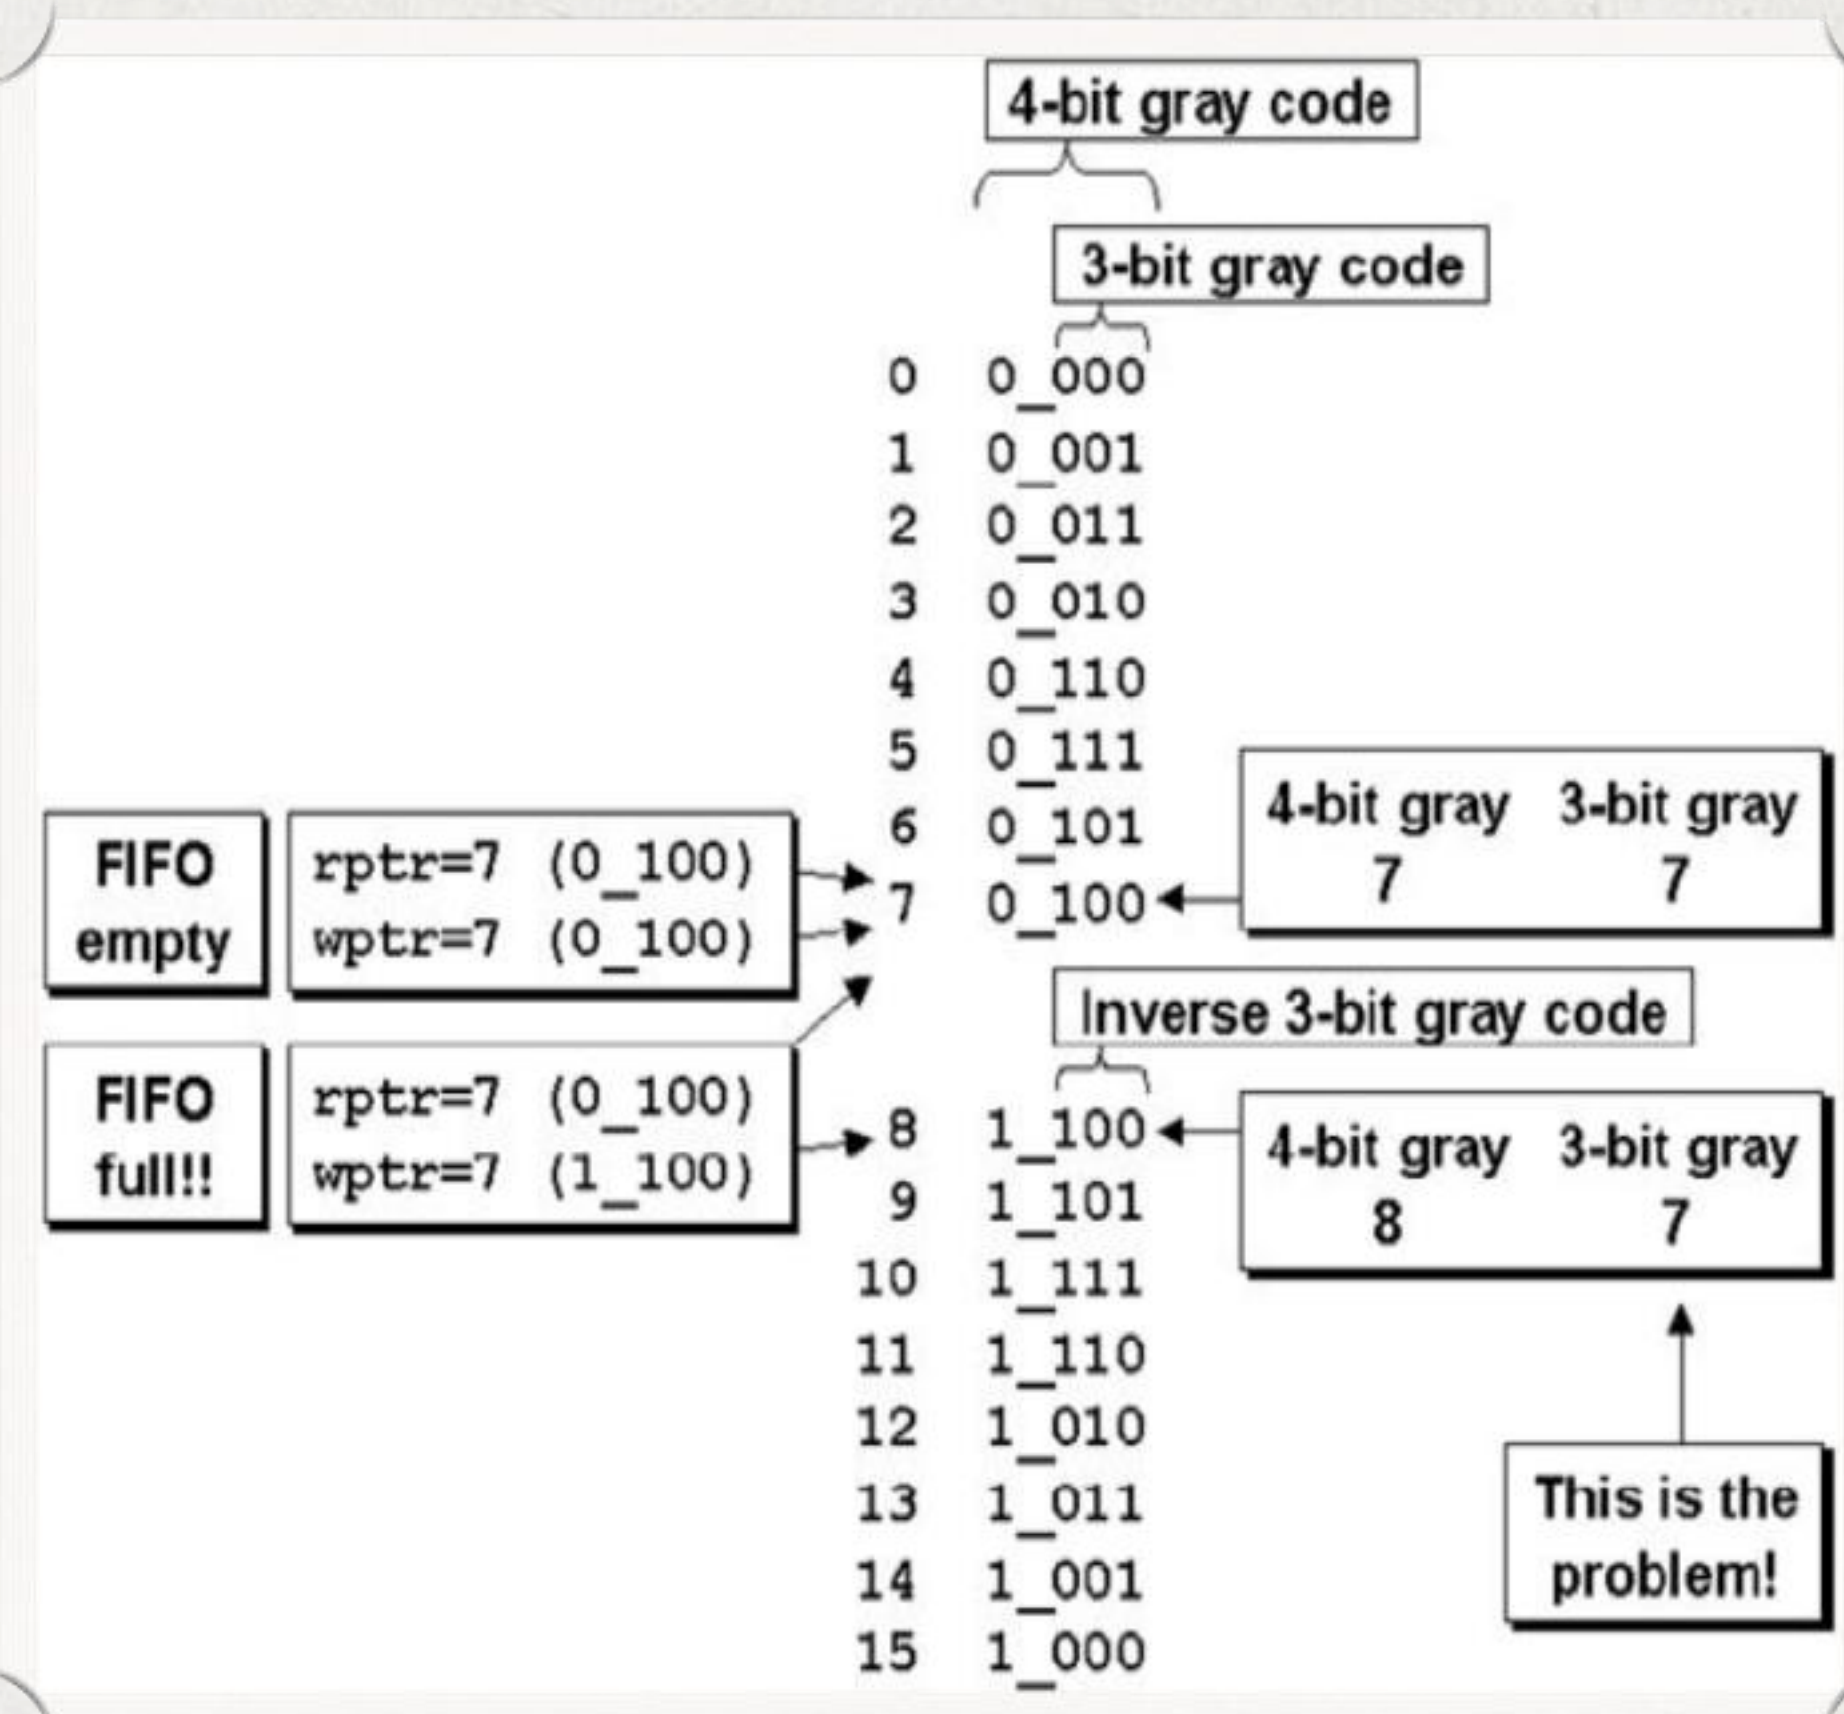 4-bit gray code
3-bit gray code
0 0_000
1 0_001
2 0_011
3 0_010
4 0_110
5 0_111
6 0_101
7 0_100
FIFO
empty
rptr=7 (0_100)
wptr=7 (0_100)
4-bit gray 3-bit gray
7 7
Inverse 3-bit gray code
FIFO
full!!
rptr=7 (0_100)
wptr=7 (1_100)
8 1_100
9 1_101
10 1_111
11 1_110
12 1_010
13 1_011
14 1_001
15 1_000
4-bit gray 3-bit gray
8 7
This is the
problem!